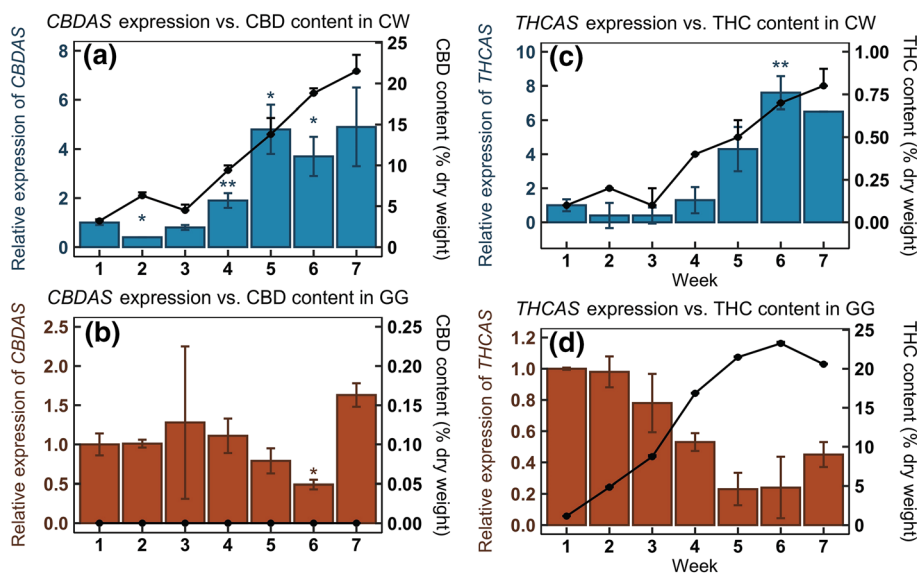 CBDAS expression vs. CBD content in CW
(a)
Relative expression of CBDAS
8
6
4
2
0
*
**
*
*
25
20
15
10
5
0
CBD content (% dry weight)
1 2 3 4 5 6 7
THCAS expression vs. THC content in CW
(c)
Relative expression of THCAS
10
8
6
4
2
0
**
1.00
0.75
0.50
0.25
0.00
THC content (% dry weight)
1 2 3 4 5 6 7
Week
CBDAS expression vs. CBD content in GG
(b)
Relative expression of CBDAS
2.5
2.0
1.5
1.0
0.5
0.0
*
0.25
0.20
0.15
0.10
0.05
0.00
CBD content (% dry weight)
1 2 3 4 5 6 7
THCAS expression vs. THC content in GG
(d)
Relative expression of THCAS
1.2
1.0
0.8
0.6
0.4
0.2
0.0
25
20
15
10
5
0
THC content (% dry weight)
1 2 3 4 5 6 7
Week